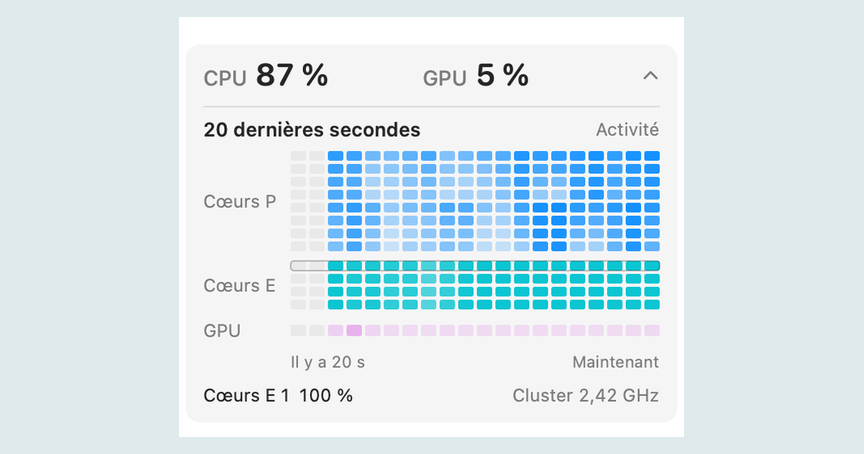 CPU 87 % GPU 5 %
20 dernières secondes Activité
Cœurs P
Cœurs E
GPU
Il y a 20 s Maintenant
Cœurs E 1 100 % Cluster 2,42 GHz